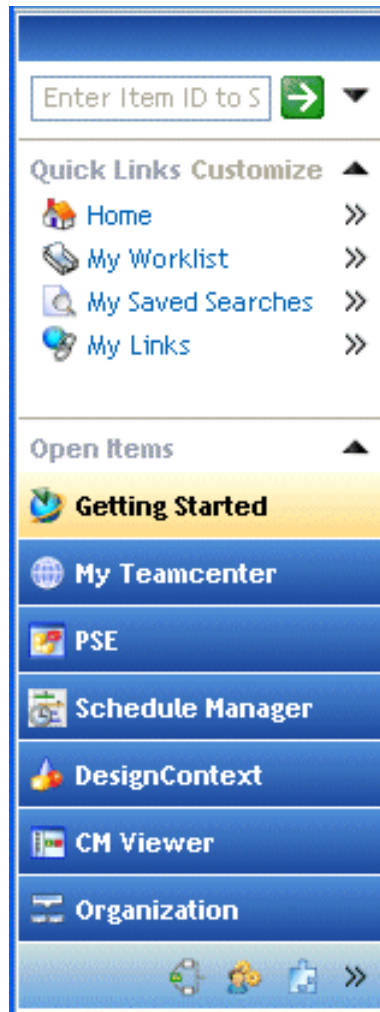 Enter Item ID to S
Quick Links Customize
Home
My Worklist
My Saved Searches
My Links
Open Items
Getting Started
My Teamcenter
PSE
Schedule Manager
DesignContext
CM Viewer
Organization